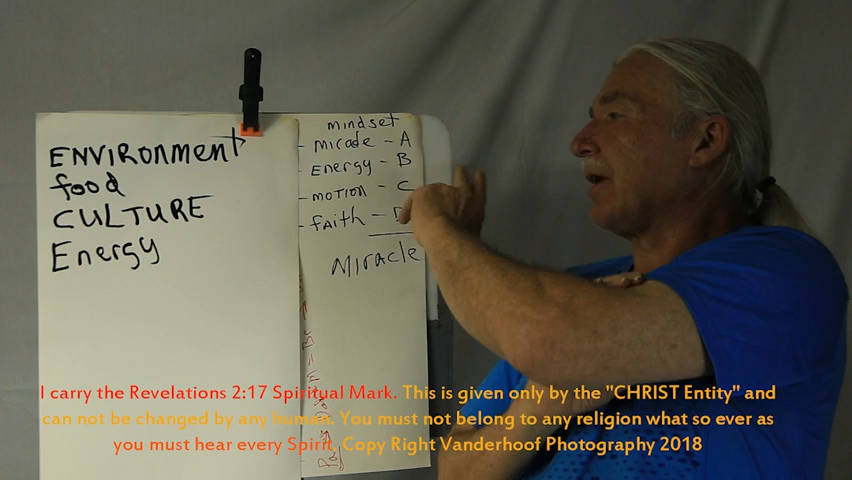 ENVIRONMENT
food
CULTURE
Energy
mindset
- miracle - A
- ENERGY - B
- MOTION - C
- FAITH - D
Miracle
I carry the Revelations 2:17 Spiritual Mark. This is given only by the "CHRIST Entity" and
can not be changed by any human. You must not belong to any religion what so ever as
you must hear every Spirit. Copy Right Vanderhoof Photography 2018